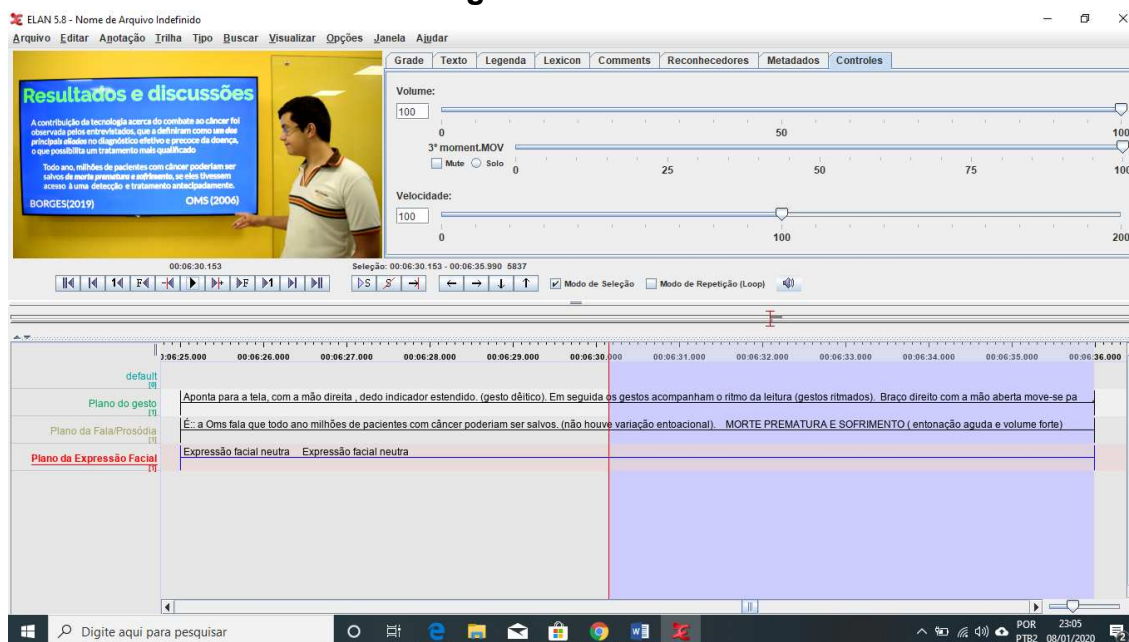 ELAN 5.8 - Nome de Arquivo Indefinido
Arquivo Editar Anotação Trilha Tipo Buscar Visualizar Opções Janela Ajudar
Resultados e discussões
A contribuição da tecnologia acerca do combate ao câncer foi
observada pelos entrevistados, que a definiram como um dos
principais aliados no diagnóstico efetivo e precoce da doença,
o que possibilita um tratamento mais qualificado
Todo ano, milhões de pacientes com câncer poderiam ser
salvos de morte prematura e sofrimento, se eles tivessem
acesso à uma detecção e tratamento antecipadamente.
BORGES(2019) OMS (2006)
Grade Texto Legenda Lexicon Comments Reconhecedores Metadados Controles
Volume:
100
0 50 100
3º moment.MOV
Mute Solo
0 25 50 75 100
Velocidade:
100
0 100 200
00:06:30.153
Seleção: 00:06:30.153 - 00:06:35.990 5837
Modo de Seleção Modo de Repetição (Loop)
0:06:25.000 00:06:26.000 00:06:27.000 00:06:28.000 00:06:29.000 00:06:30.000 00:06:31.000 00:06:32.000 00:06:33.000 00:06:34.000 00:06:35.000 00:06:36.000
default
[0]
Plano do gesto
[1]
Aponta para a tela, com a mão direita , dedo indicador estendido. (gesto dêitico). Em seguida os gestos acompanham o ritmo da leitura (gestos ritmados). Braço direito com a mão aberta move-se pa
Plano da Fala/Prosódia
[1]
É:: a Oms fala que todo ano milhões de pacientes com câncer poderiam ser salvos. (não houve variação entoacional). MORTE PREMATURA E SOFRIMENTO ( entonação aguda e volume forte)
Plano da Expressão Facial
[1]
Expressão facial neutra Expressão facial neutra
Digite aqui para pesquisar
POR
PTB2
23:05
08/01/2020